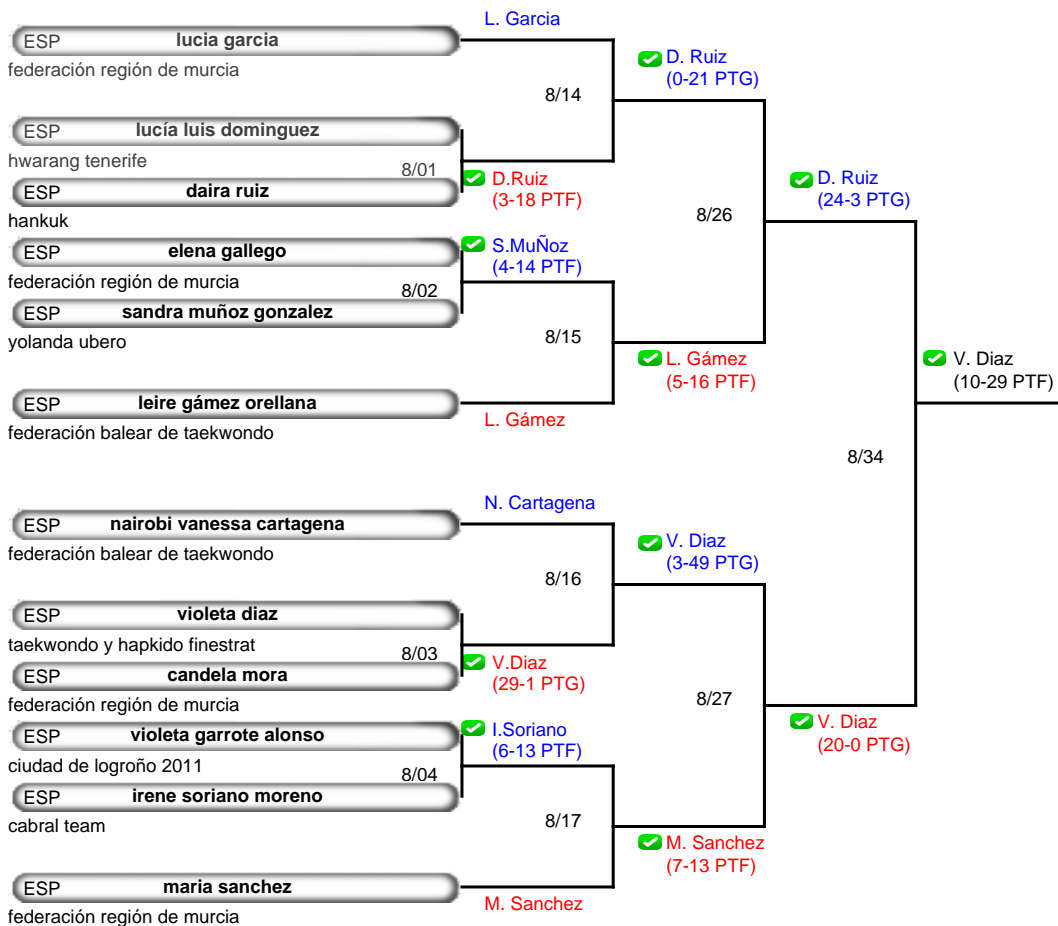 L. Garcia
ESP lucia garcia
federación región de murcia
D. Ruiz
(0-21 PTG)
8/14
ESP lucía luis dominguez
hwarang tenerife
8/01
ESP daira ruiz
hankuk
D.Ruiz
(3-18 PTF)
D. Ruiz
(24-3 PTG)
8/26
ESP elena gallego
federación región de murcia
S.MuÑoz
(4-14 PTF)
8/02
ESP sandra muñoz gonzalez
yolanda ubero
8/15
L. Gámez
(5-16 PTF)
V. Diaz
(10-29 PTF)
ESP leire gámez orellana
federación balear de taekwondo
L. Gámez
8/34
N. Cartagena
ESP nairobi vanessa cartagena
federación balear de taekwondo
V. Diaz
(3-49 PTG)
8/16
ESP violeta diaz
taekwondo y hapkido finestrat
8/03
ESP candela mora
federación región de murcia
V.Diaz
(29-1 PTG)
8/27
V. Diaz
(20-0 PTG)
ESP violeta garrote alonso
ciudad de logroño 2011
I.Soriano
(6-13 PTF)
8/04
ESP irene soriano moreno
cabral team
8/17
M. Sanchez
(7-13 PTF)
ESP maria sanchez
federación región de murcia
M. Sanchez